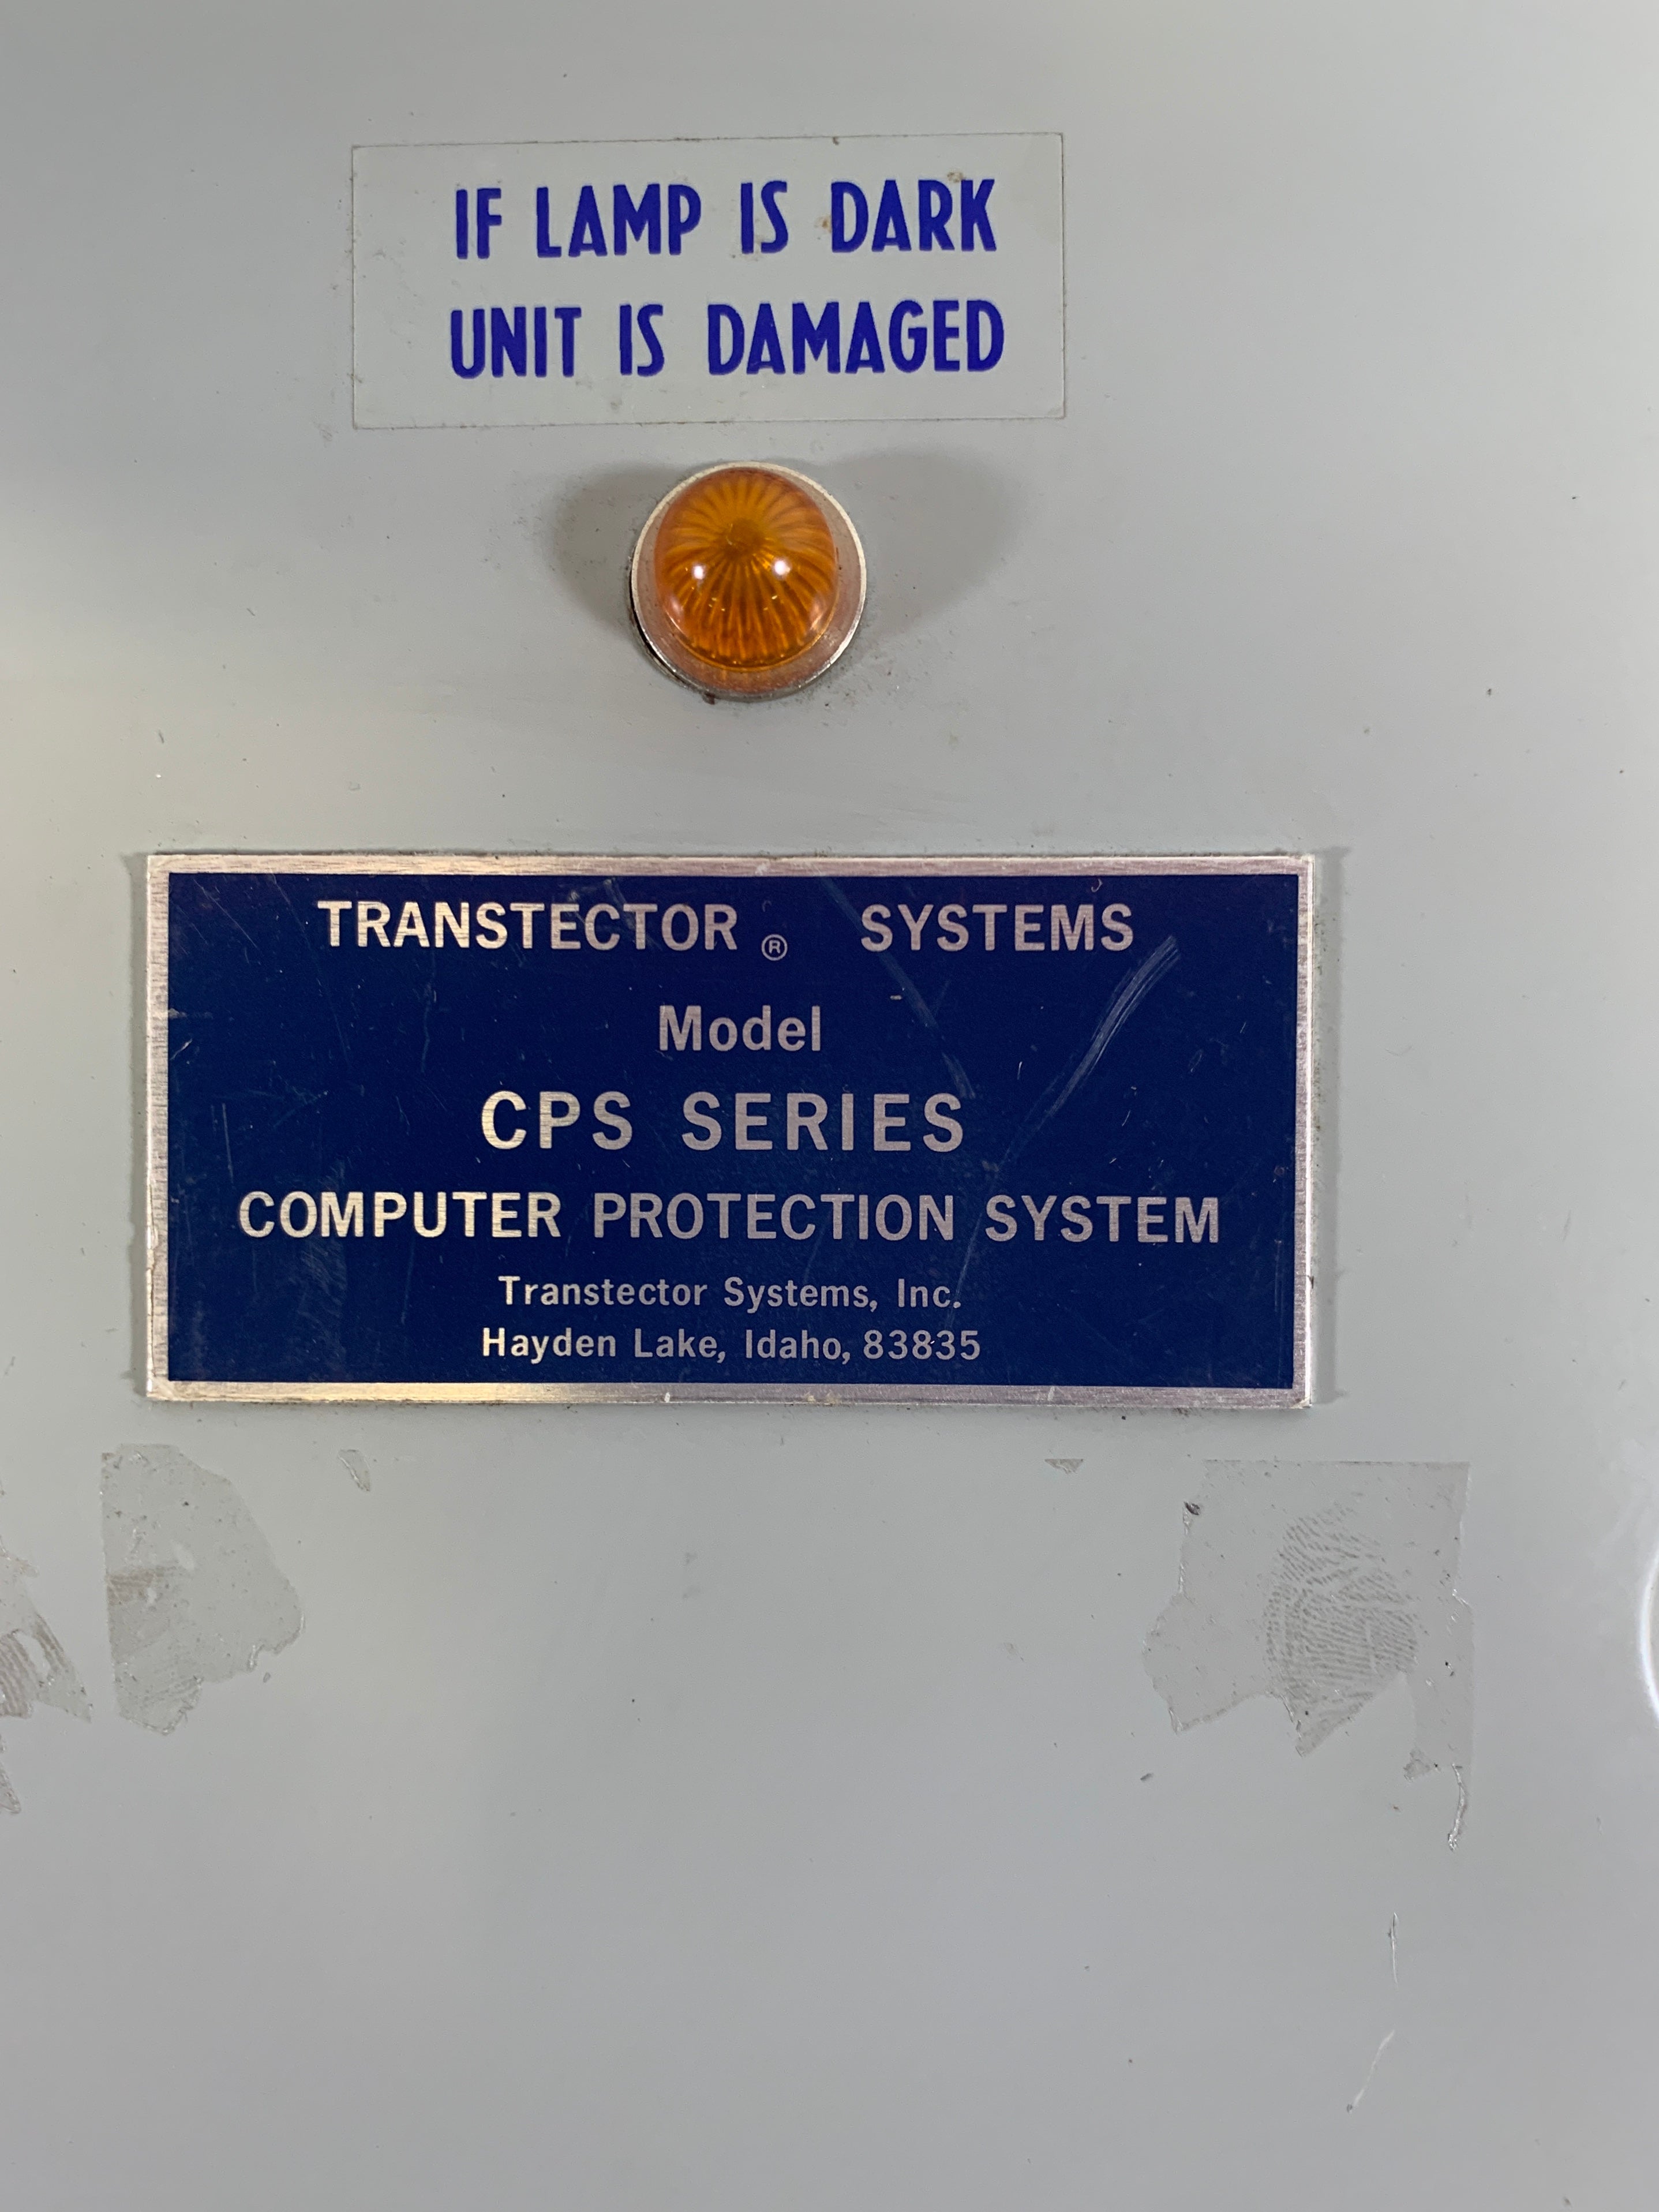 IF LAMP IS DARK
UNIT IS DAMAGED
TRANSTECTOR ® SYSTEMS
Model
CPS SERIES
COMPUTER PROTECTION SYSTEM
Transtector Systems, Inc.
Hayden Lake, Idaho, 83835